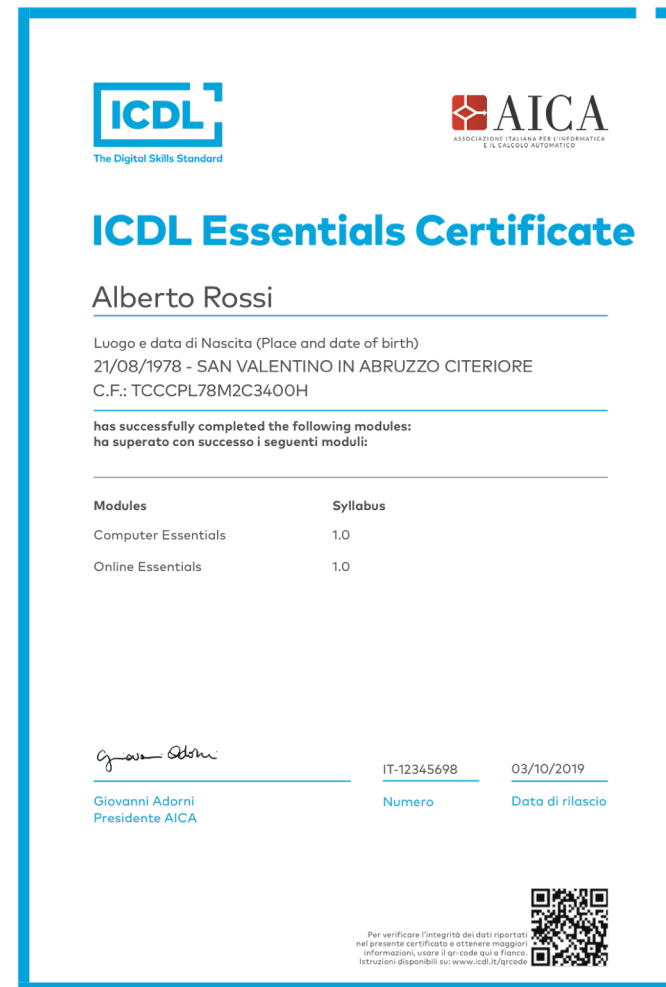 ICDL
The Digital Skills Standard
AICA
ASSOCIAZIONE ITALIANA PER L'INFORMATICA
E IL CALCOLO AUTOMATICO
ICDL Essentials Certificate
Alberto Rossi
Luogo e data di Nascita (Place and date of birth)
21/08/1978 - SAN VALENTINO IN ABRUZZO CITERIORE
C.F.: TCCCPL78M2C3400H
has successfully completed the following modules:
ha superato con successo i seguenti moduli:
Modules Syllabus
Computer Essentials 1.0
Online Essentials 1.0
Giovanni Adorni
IT-12345698 03/10/2019
Giovanni Adorni Numero Data di rilascio
Presidente AICA
Per verificare l'integrità dei dati riportati
nel presente certificato e ottenere maggiori
informazioni, usare il qr-code qui a fianco.
Istruzioni disponibili su: www.icdl.it/qrcode